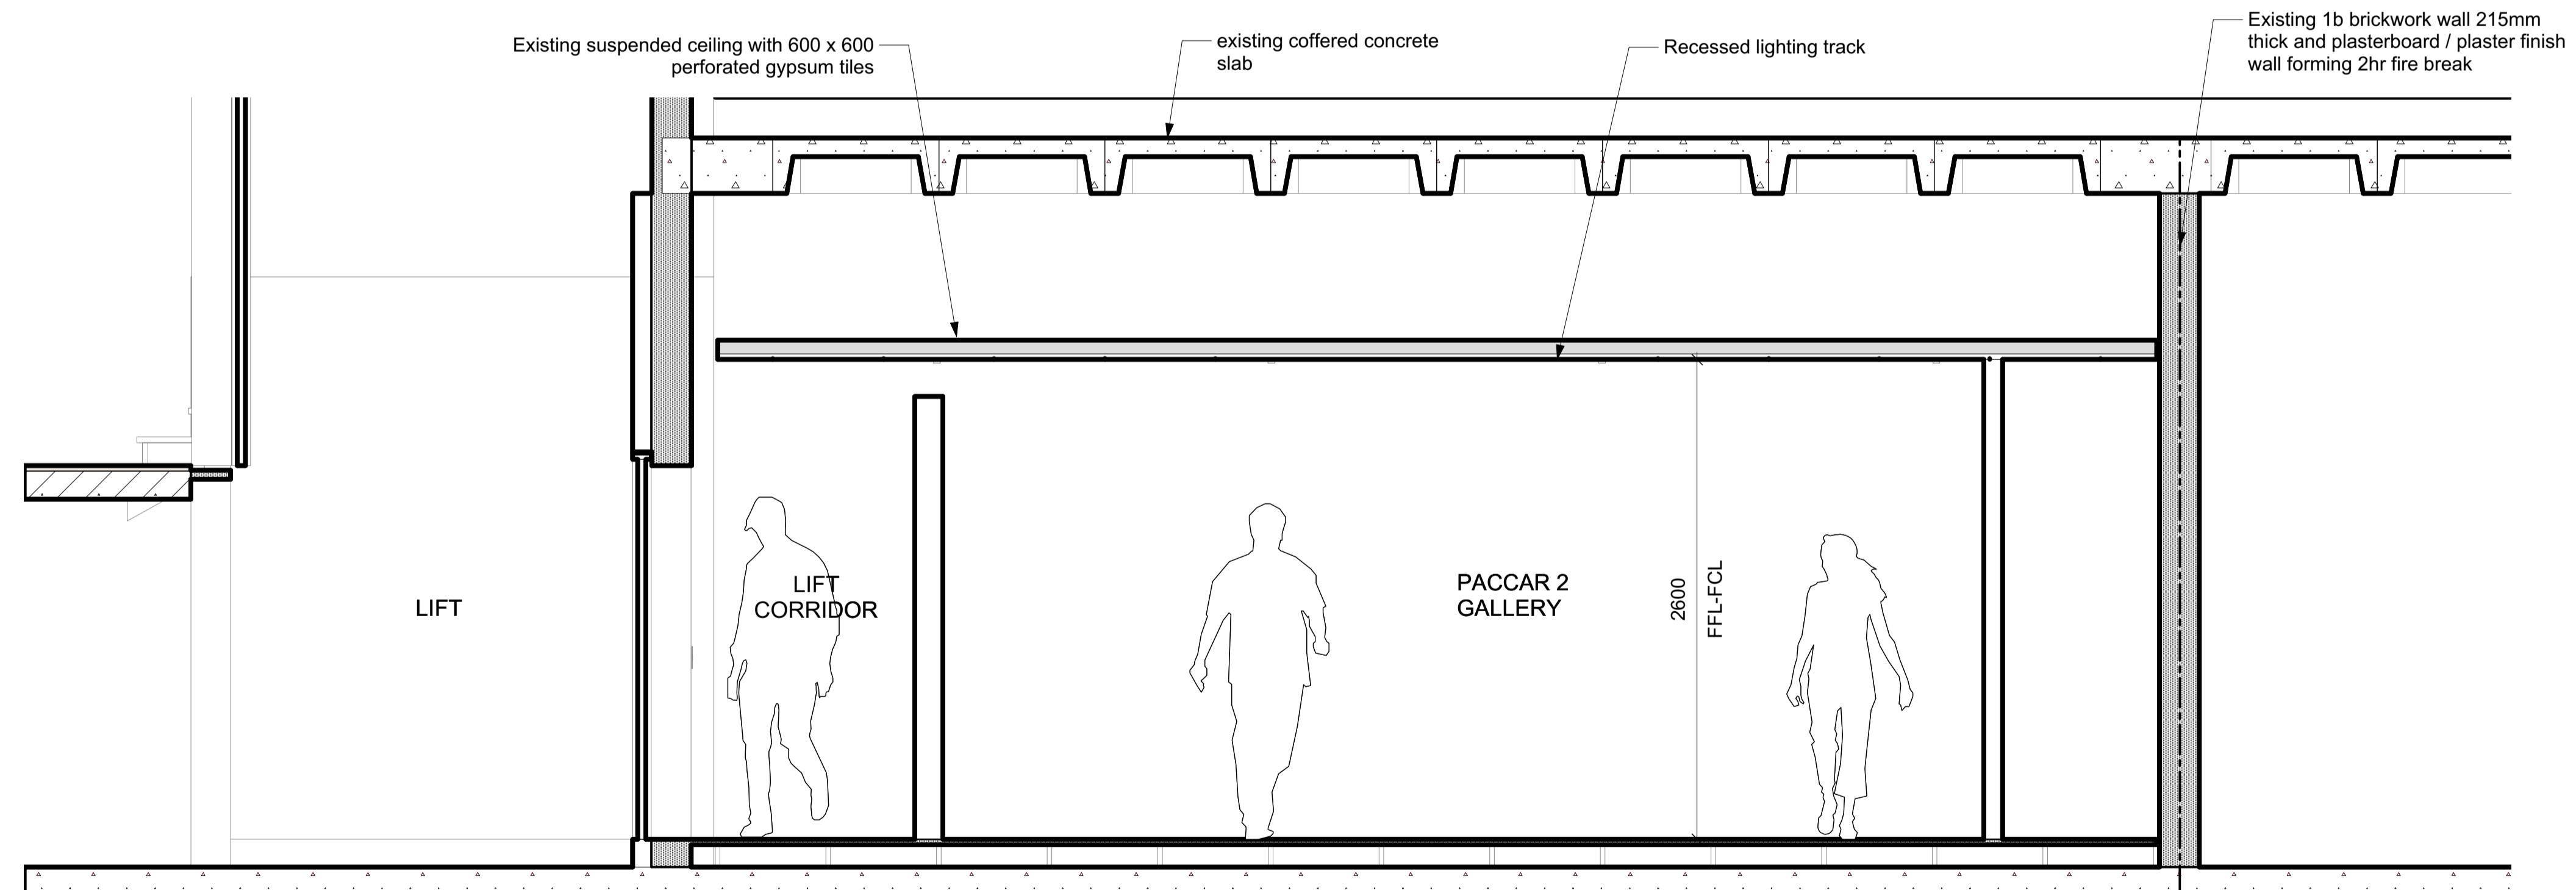 Existing suspended ceiling with 600 x 600
perforated gypsum tiles
existing coffered concrete
slab
Recessed lighting track
Existing 1b brickwork wall 215mm
thick and plasterboard / plaster finish
wall forming 2hr fire break
LIFT
LIFT
CORRIDOR
PACCAR 2
GALLERY
2600
FFL-FCL